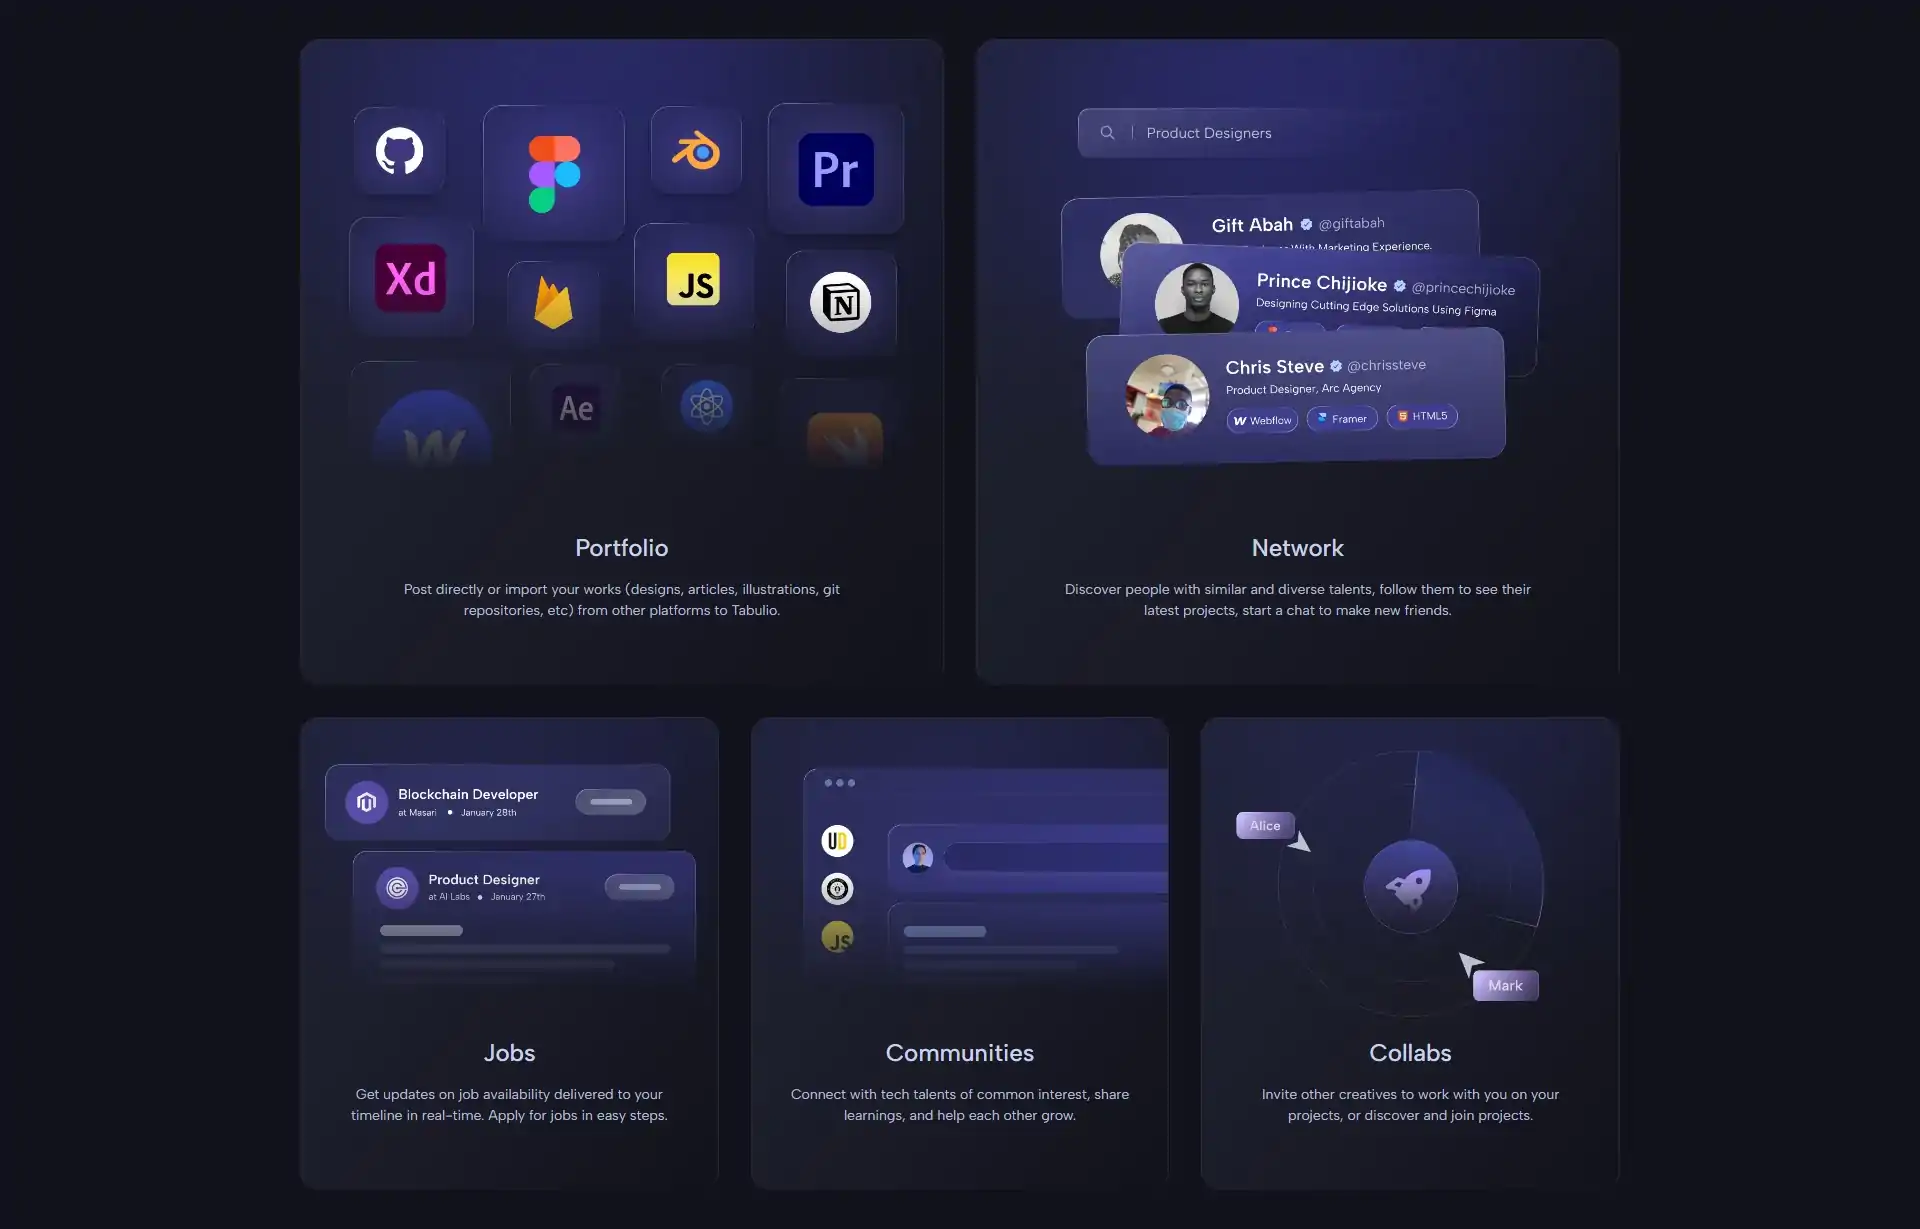 Pr
Xd
JS
N
W
Ae
Portfolio
Post directly or import your works (designs, articles, illustrations, git
repositories, etc) from other platforms to Tabulio.
Product Designers
Gift Abah @giftabah
With Marketing Experience.
Prince Chijioke @princechijioke
Designing Cutting Edge Solutions Using Figma
Chris Steve @chrissteve
Product Designer, Arc Agency
W Webflow Framer 5 HTML5
Network
Discover people with similar and diverse talents, follow them to see their
latest projects, start a chat to make new friends.
Blockchain Developer
at Masari • January 28th
Product Designer
at AI Labs • January 27th
Jobs
Get updates on job availability delivered to your
timeline in real-time. Apply for jobs in easy steps.
UD
JS
Communities
Connect with tech talents of common interest, share
learnings, and help each other grow.
Alice
Mark
Collabs
Invite other creatives to work with you on your
projects, or discover and join projects.